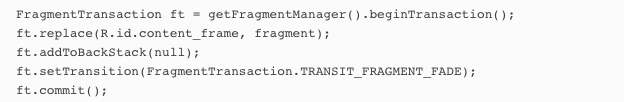 FragmentTransaction ft = getFragmentManager().beginTransaction();
ft.replace(R.id.content_frame, fragment);
ft.addToBackStack(null);
ft.setTransition(FragmentTransaction.TRANSIT_FRAGMENT_FADE);
ft.commit();